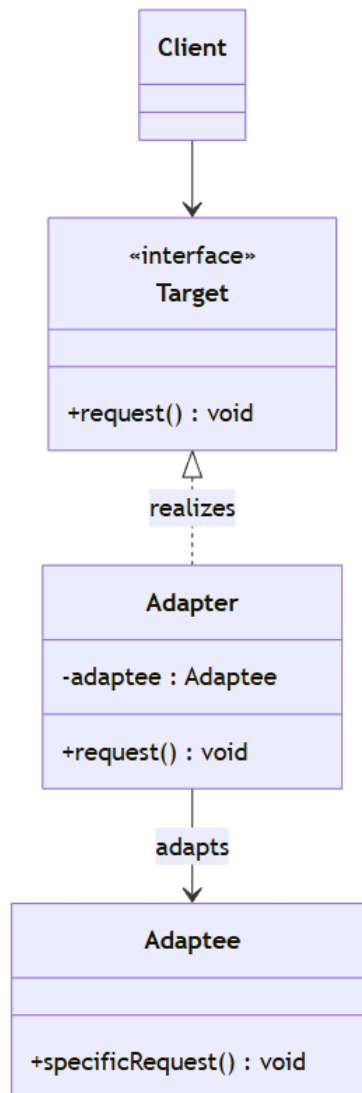 Client
«interface»
Target
+request() : void
realizes
Adapter
-adaptee : Adaptee
+request() : void
adapts
Adaptee
+specificRequest() : void